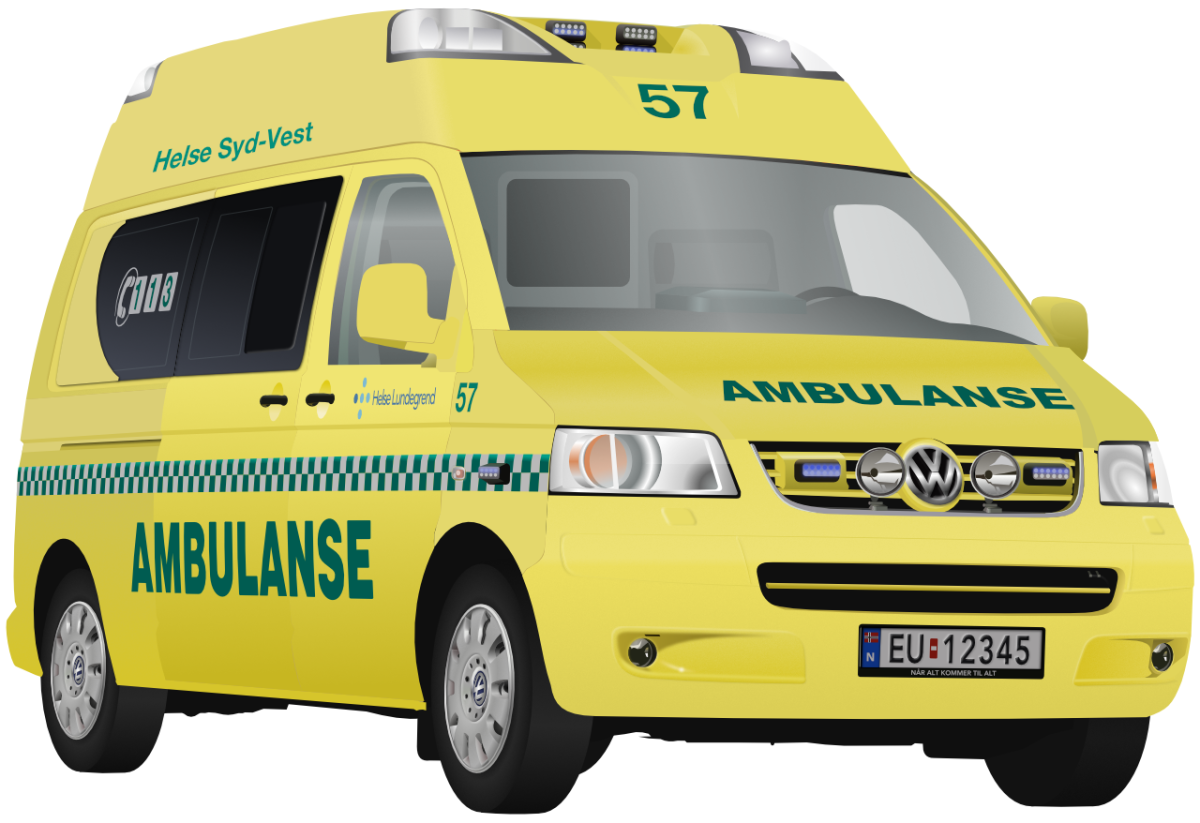 57
Helse Syd-Vest
113
Helse Lundegrend
57
AMBULANSE
AMBULANSE
N
EU 12345
NÅR ALT KOMMER TIL ALT